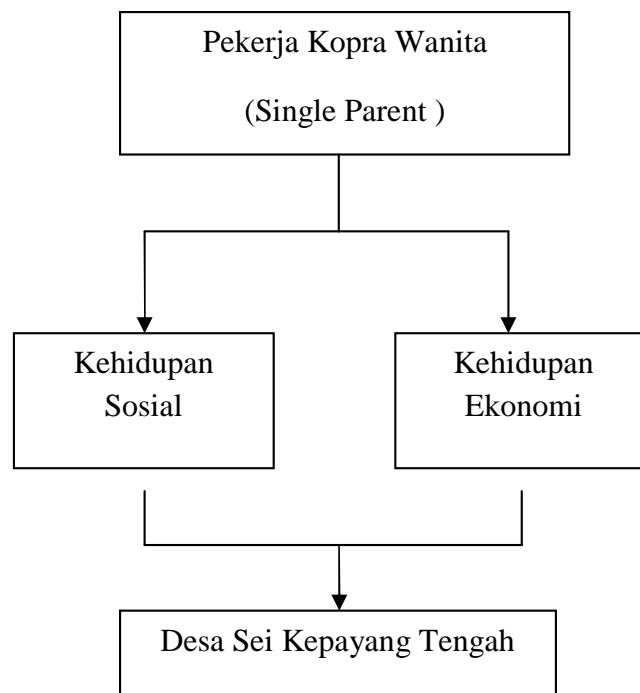 Pekerja Kopra Wanita
(Single Parent )
Kehidupan
Sosial
Kehidupan
Ekonomi
Desa Sei Kepayang Tengah